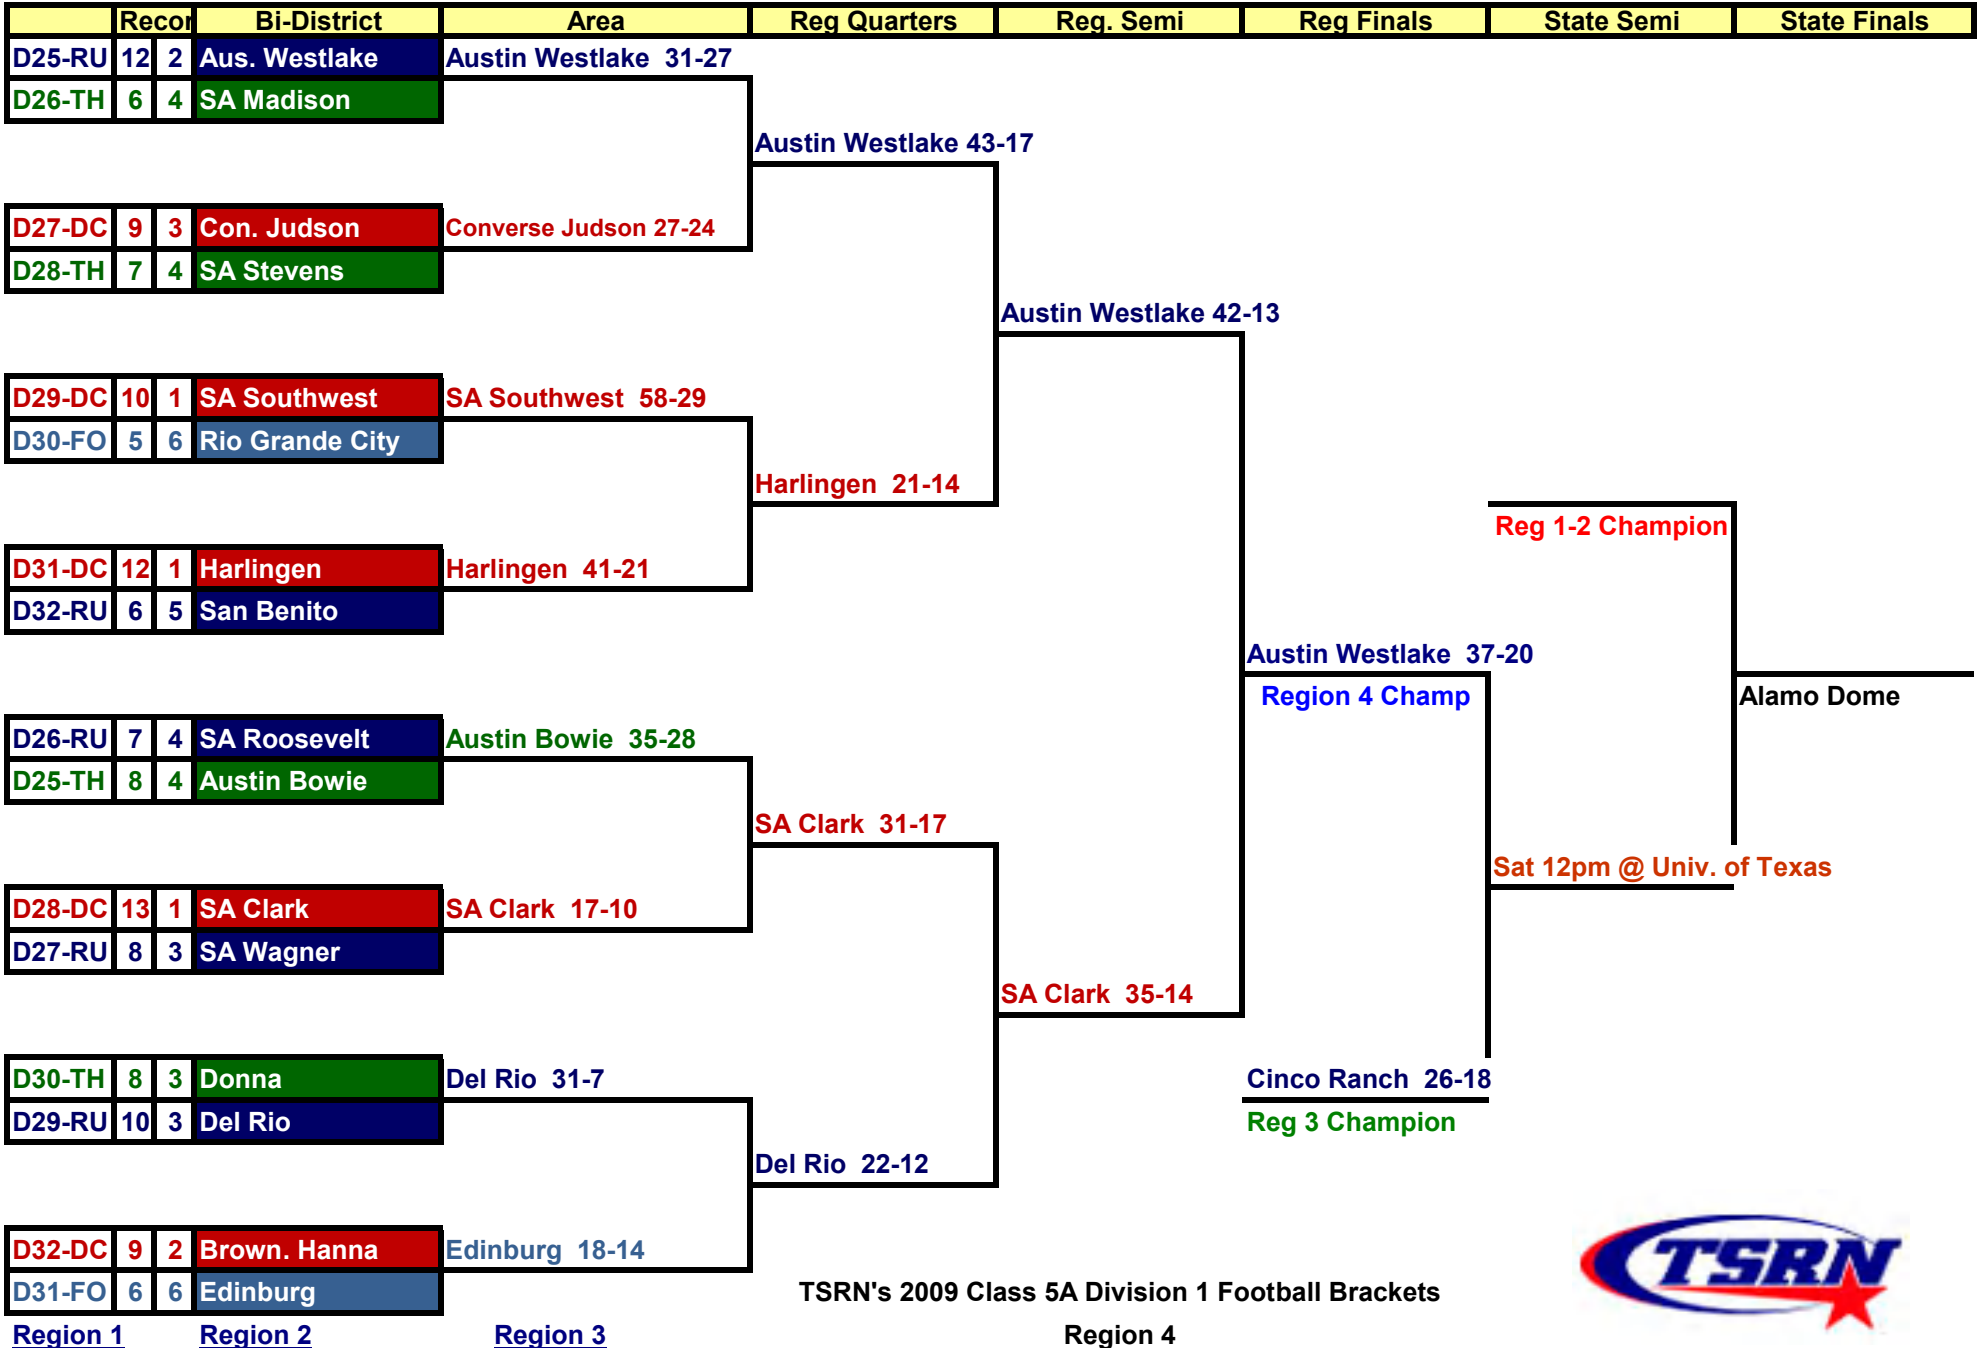 Recor Bi-District Area Reg Quarters Reg. Semi Reg Finals State Semi State Finals
D25-RU 12 2 Aus. Westlake Austin Westlake 31-27
D26-TH 6 4 SA Madison
Austin Westlake 43-17
D27-DC 9 3 Con. Judson Converse Judson 27-24
D28-TH 7 4 SA Stevens
Austin Westlake 42-13
D29-DC 10 1 SA Southwest SA Southwest 58-29
D30-FO 5 6 Rio Grande City
Harlingen 21-14
Reg 1-2 Champion
D31-DC 12 1 Harlingen Harlingen 41-21
D32-RU 6 5 San Benito
Austin Westlake 37-20
Region 4 Champ Alamo Dome
D26-RU 7 4 SA Roosevelt Austin Bowie 35-28
D25-TH 8 4 Austin Bowie
SA Clark 31-17
Sat 12pm @ Univ. of Texas
D28-DC 13 1 SA Clark SA Clark 17-10
D27-RU 8 3 SA Wagner
SA Clark 35-14
D30-TH 8 3 Donna Del Rio 31-7 Cinco Ranch 26-18
D29-RU 10 3 Del Rio Reg 3 Champion
Del Rio 22-12
D32-DC 9 2 Brown. Hanna Edinburg 18-14
TSRN
D31-FO 6 6 Edinburg TSRN's 2009 Class 5A Division 1 Football Brackets
Region 1 Region 2 Region 3 Region 4